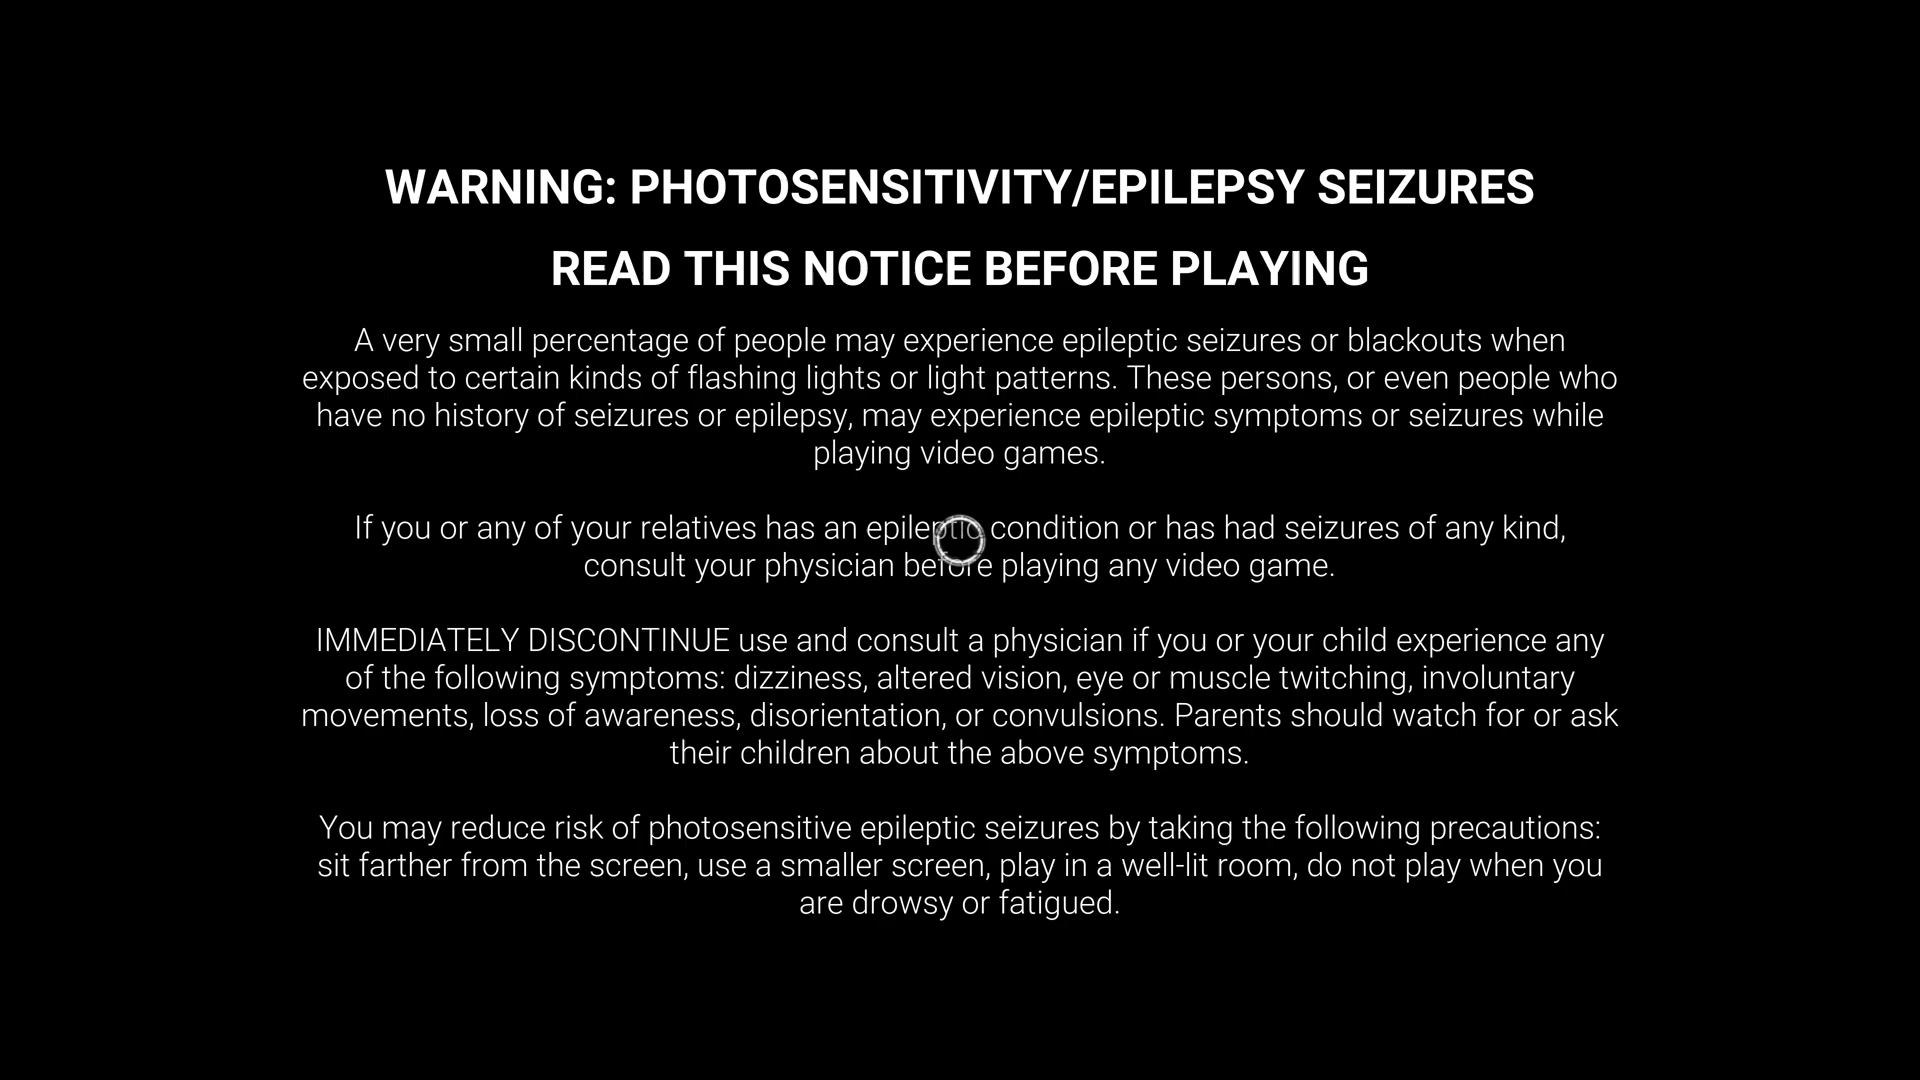 WARNING: PHOTOSENSITIVITY/EPILEPSY SEIZURES
READ THIS NOTICE BEFORE PLAYING
A very small percentage of people may experience epileptic seizures or blackouts when
exposed to certain kinds of flashing lights or light patterns. These persons, or even people who
have no history of seizures or epilepsy, may experience epileptic symptoms or seizures while
playing video games.
If you or any of your relatives has an epileptic condition or has had seizures of any kind,
consult your physician before playing any video game.
IMMEDIATELY DISCONTINUE use and consult a physician if you or your child experience any
of the following symptoms: dizziness, altered vision, eye or muscle twitching, involuntary
movements, loss of awareness, disorientation, or convulsions. Parents should watch for or ask
their children about the above symptoms.
You may reduce risk of photosensitive epileptic seizures by taking the following precautions:
sit farther from the screen, use a smaller screen, play in a well-lit room, do not play when you
are drowsy or fatigued.